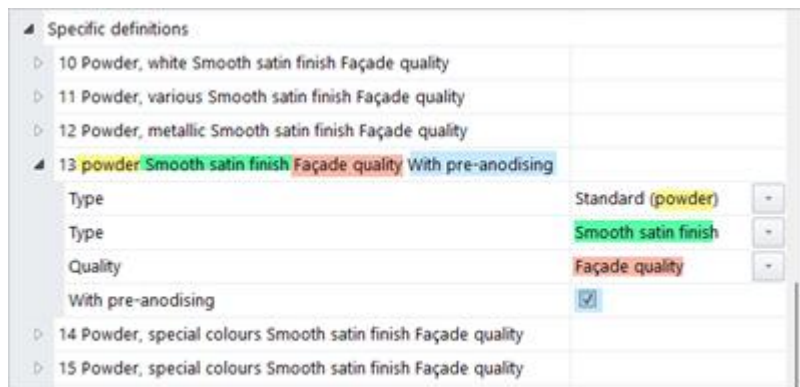 Specific definitions
10 Powder, white Smooth satin finish Façade quality
11 Powder, various Smooth satin finish Façade quality
12 Powder, metallic Smooth satin finish Façade quality
13 powder Smooth satin finish Façade quality With pre-anodising
Type Standard (powder)
Type Smooth satin finish
Quality Façade quality
With pre-anodising
14 Powder, special colours Smooth satin finish Façade quality
15 Powder, special colours Smooth satin finish Façade quality